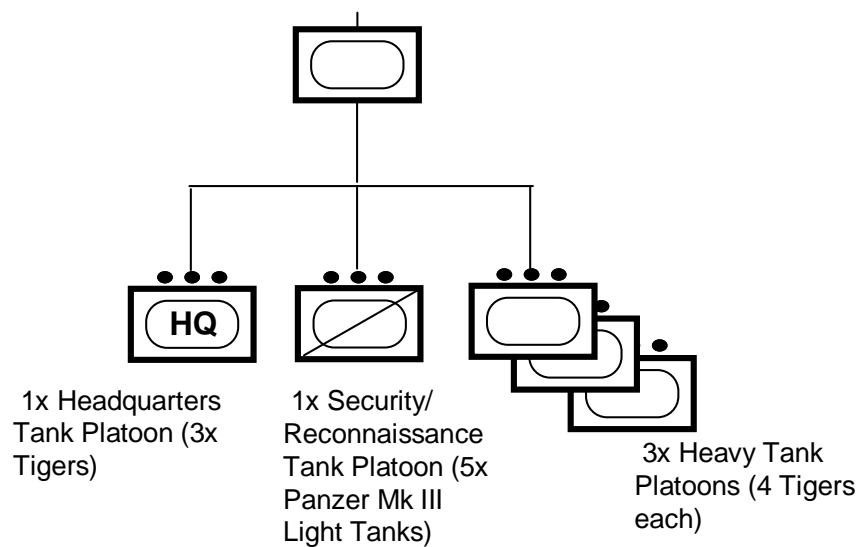 HQ
1x Headquarters
Tank Platoon (3x
Tigers)
1x Security/
Reconnaissance
Tank Platoon (5x
Panzer Mk III
Light Tanks)
3x Heavy Tank
Platoons (4 Tigers
each)